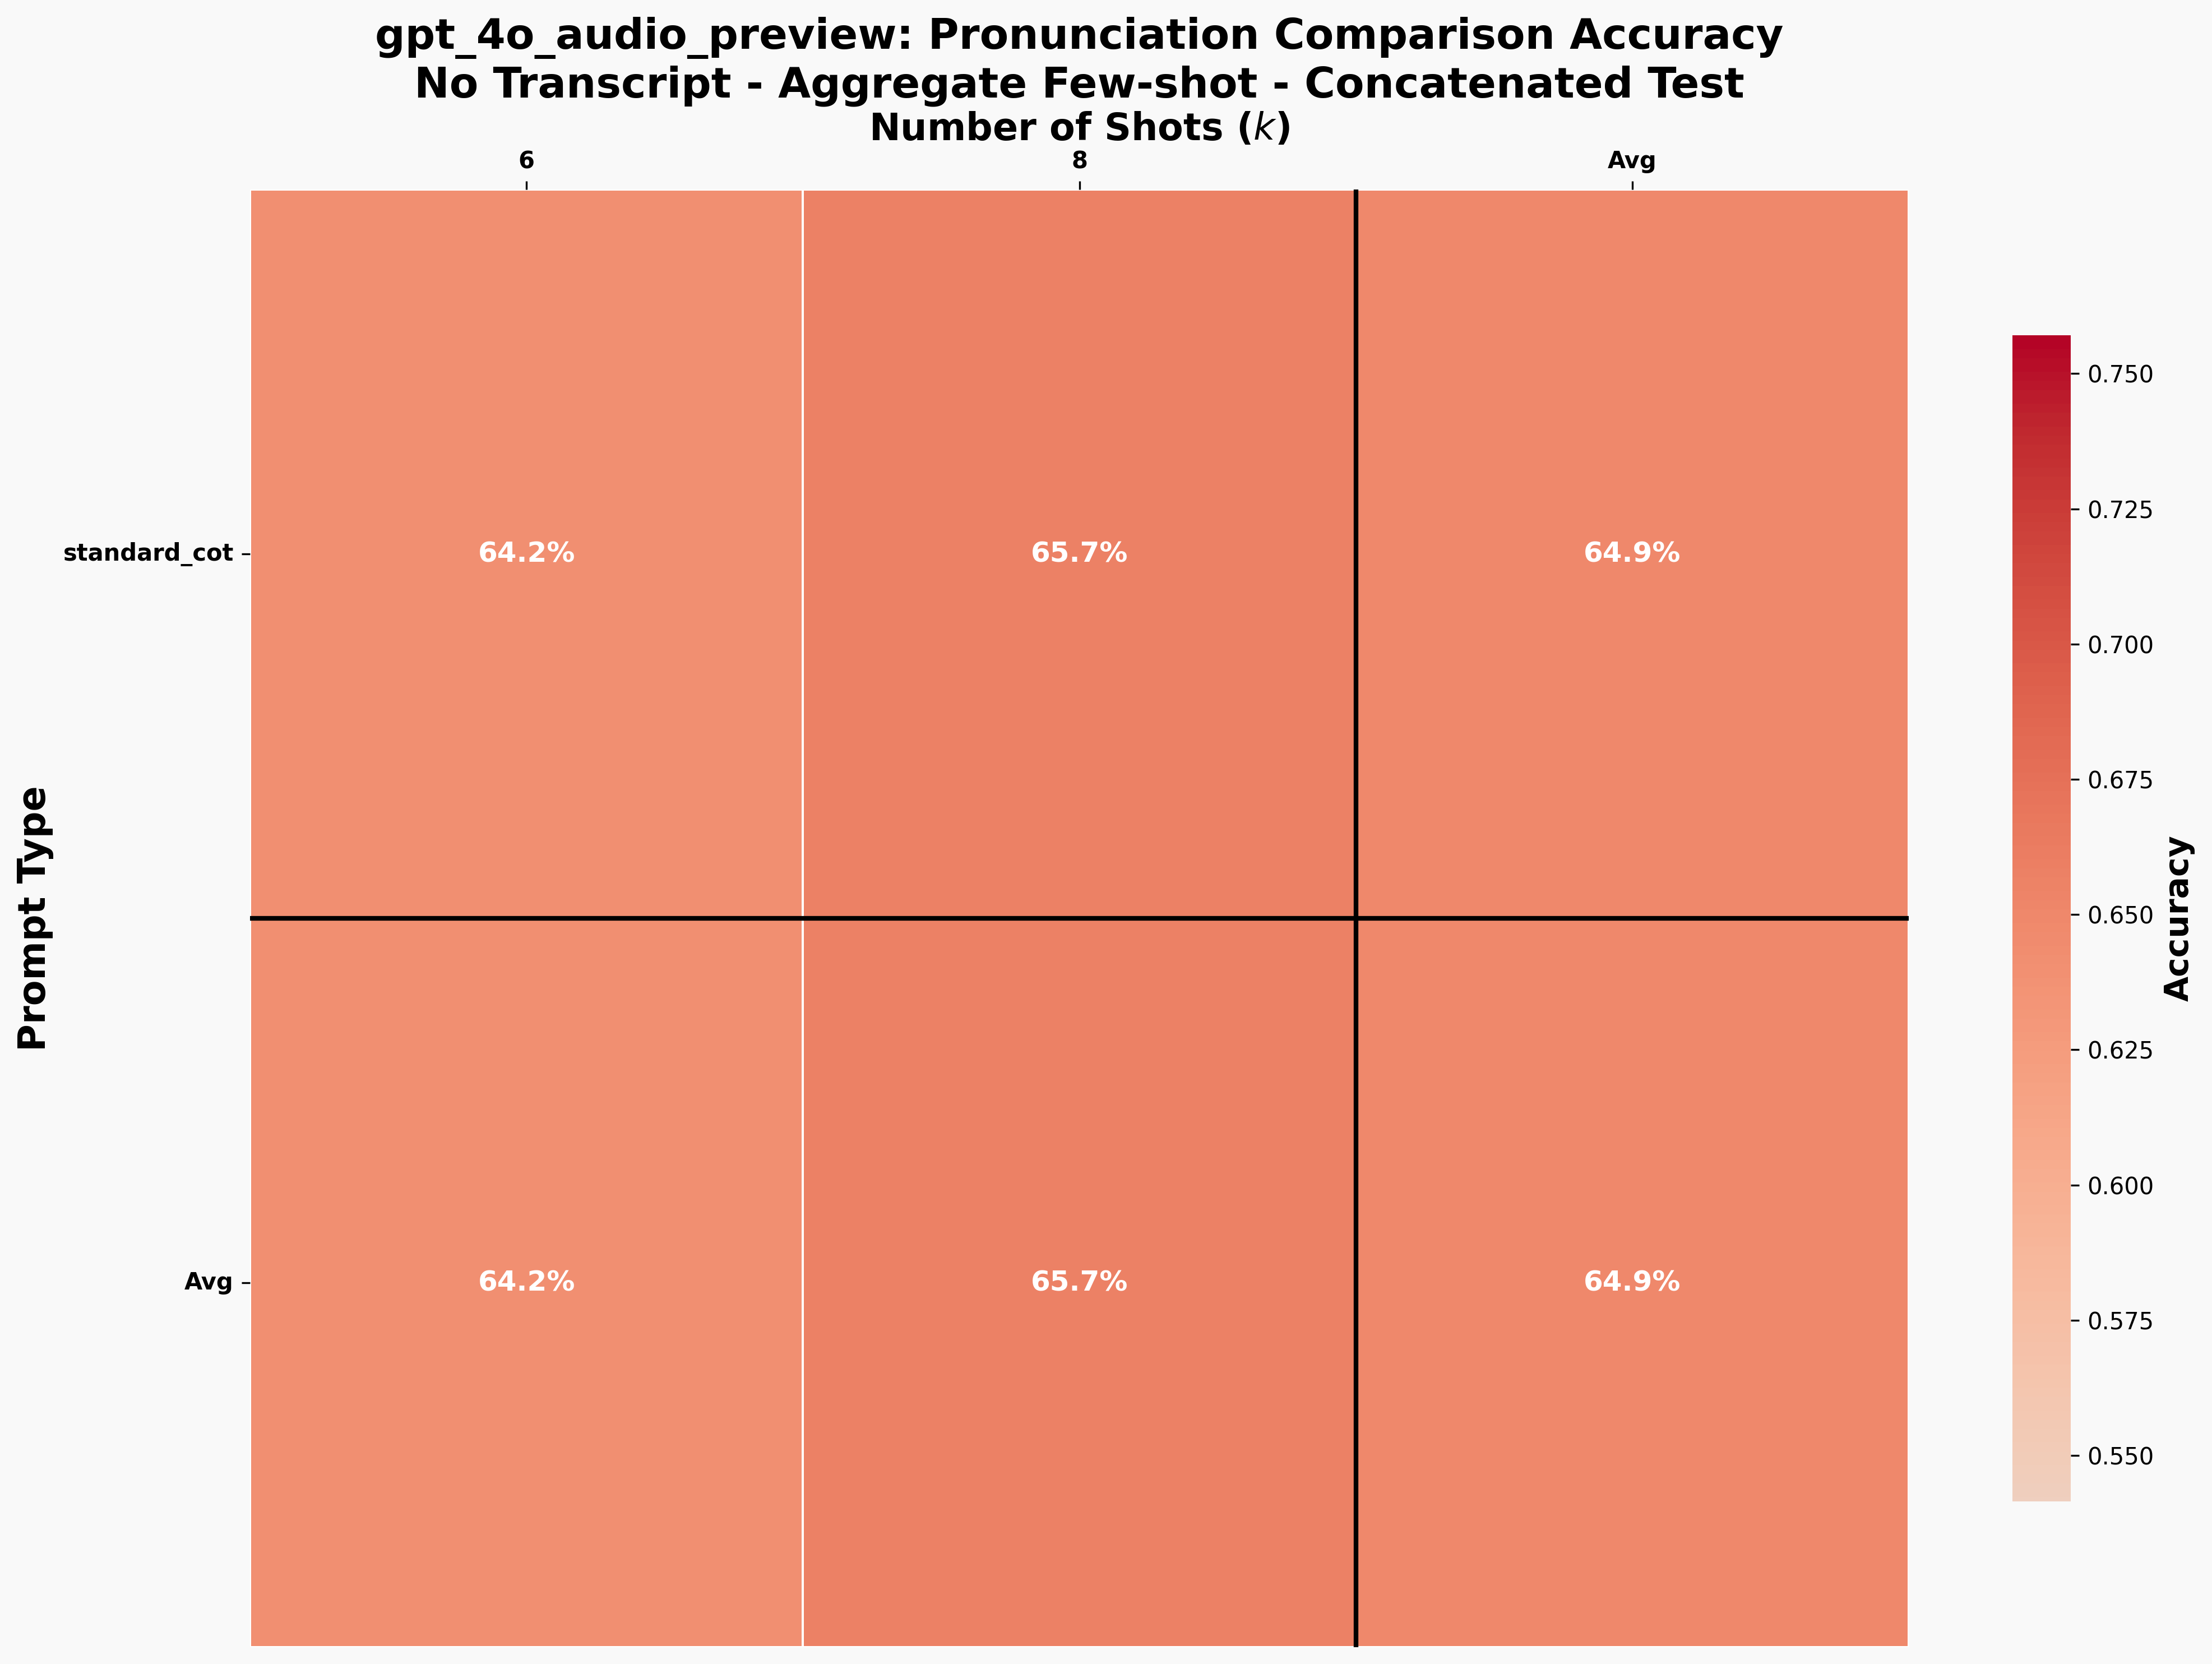 gpt_4o_audio_preview: Pronunciation Comparison Accuracy
No Transcript - Aggregate Few-shot - Concatenated Test
Number of Shots (k)
6 8 Avg
standard_cot 64.2% 65.7% 64.9%
Avg 64.2% 65.7% 64.9%
Prompt Type
0.750
0.725
0.700
0.675
0.650
0.625
0.600
0.575
0.550
Accuracy